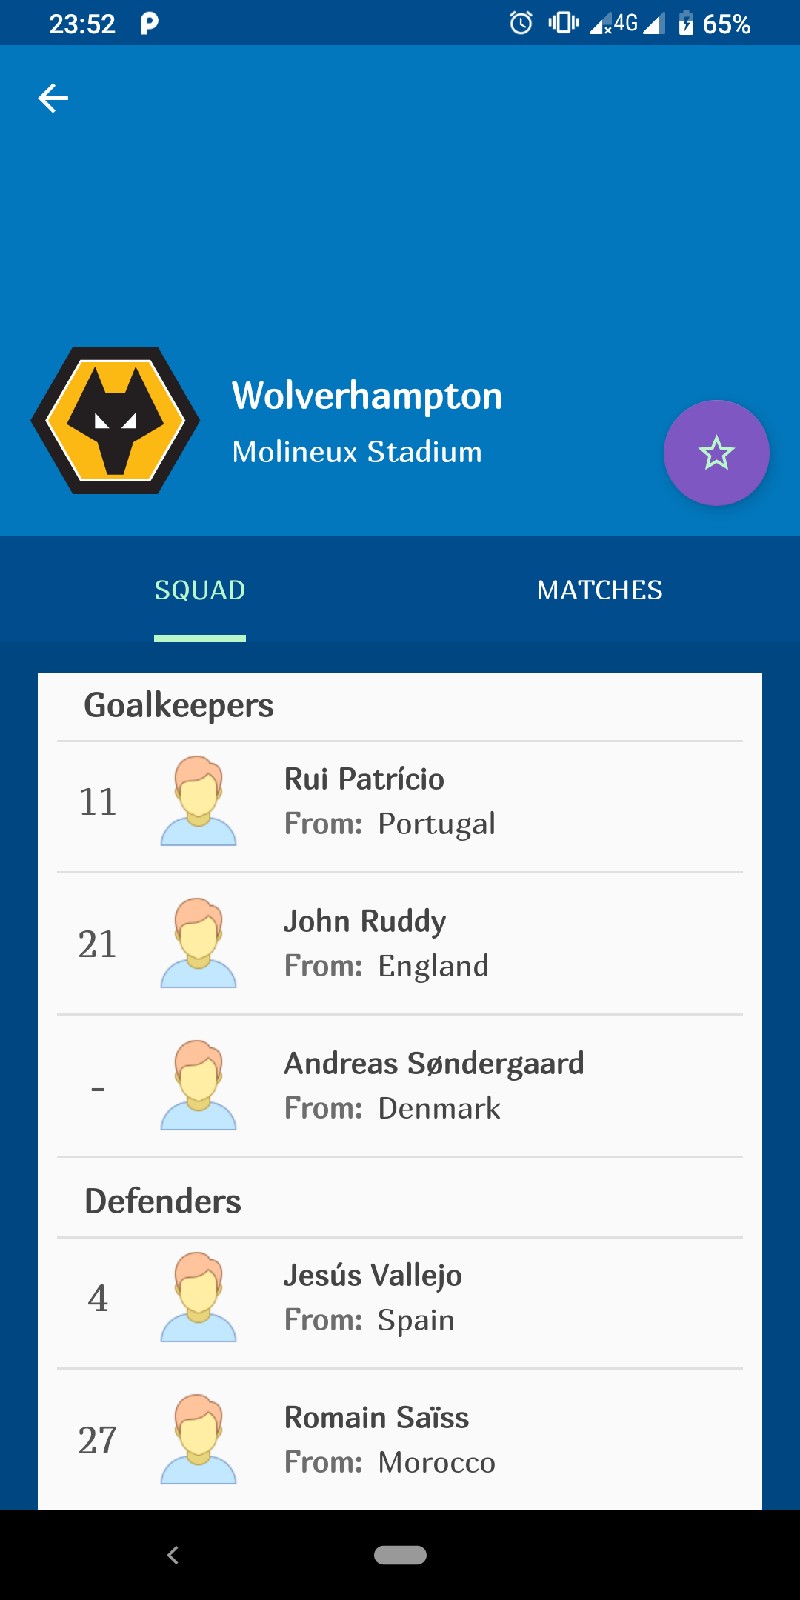 23:52
4G
65%
Wolverhampton
Molineux Stadium
SQUAD
MATCHES
Goalkeepers
11
Rui Patrício
From: Portugal
21
John Ruddy
From: England
-
Andreas Søndergaard
From: Denmark
Defenders
4
Jesús Vallejo
From: Spain
27
Romain Saïss
From: Morocco